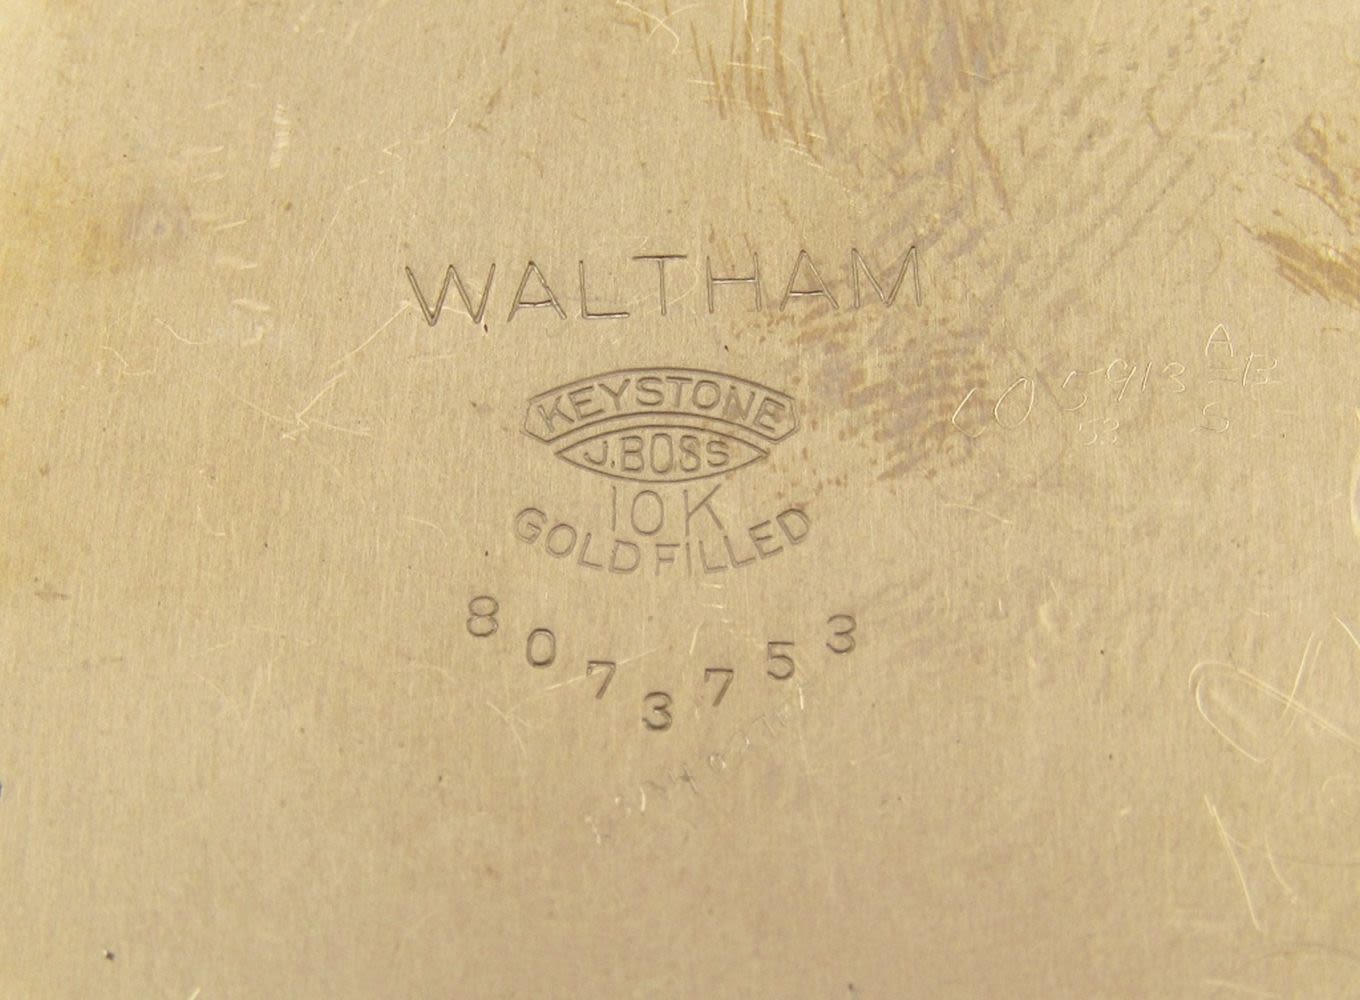 WALTHAM
KEYSTONE
J. BOSS
10K
GOLD FILLED
8073753